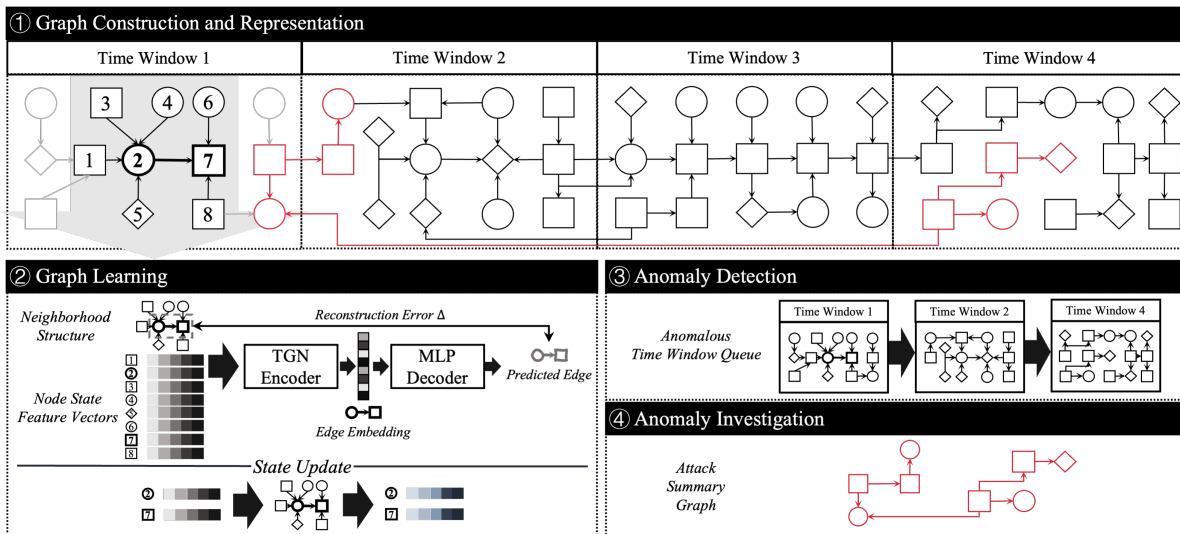 ① Graph Construction and Representation
Time Window 1
Time Window 2
Time Window 3
Time Window 4
3
4
6
1
2
7
5
8
② Graph Learning
Neighborhood
Structure
Reconstruction Error Δ
TGN
Encoder
MLP
Decoder
Predicted Edge
Edge Embedding
Node State
Feature Vectors
1
2
3
4
5
6
7
8
State Update
2
7
2
7
③ Anomaly Detection
Anomalous
Time Window Queue
Time Window 1
Time Window 2
Time Window 4
④ Anomaly Investigation
Attack
Summary
Graph